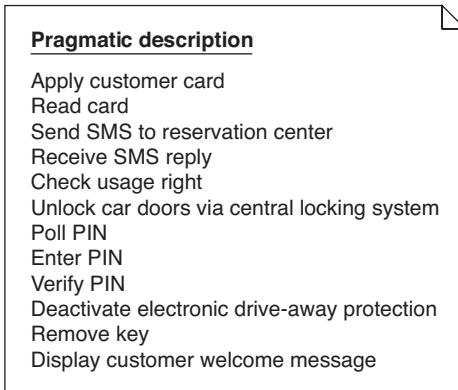 Pragmatic description
Apply customer card
Read card
Send SMS to reservation center
Receive SMS reply
Check usage right
Unlock car doors via central locking system
Poll PIN
Enter PIN
Verify PIN
Deactivate electronic drive-away protection
Remove key
Display customer welcome message